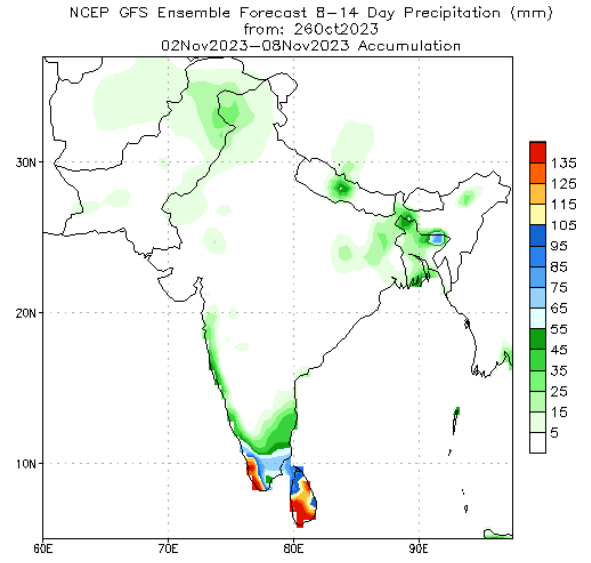 NCEP GFS Ensemble Forecast 8-14 Day Precipitation (mm)
from: 26Oct2023
02Nov2023-08Nov2023 Accumulation
30N
20N
10N
60E
70E
80E
90E
135
125
115
105
95
85
75
65
55
45
35
25
15
5